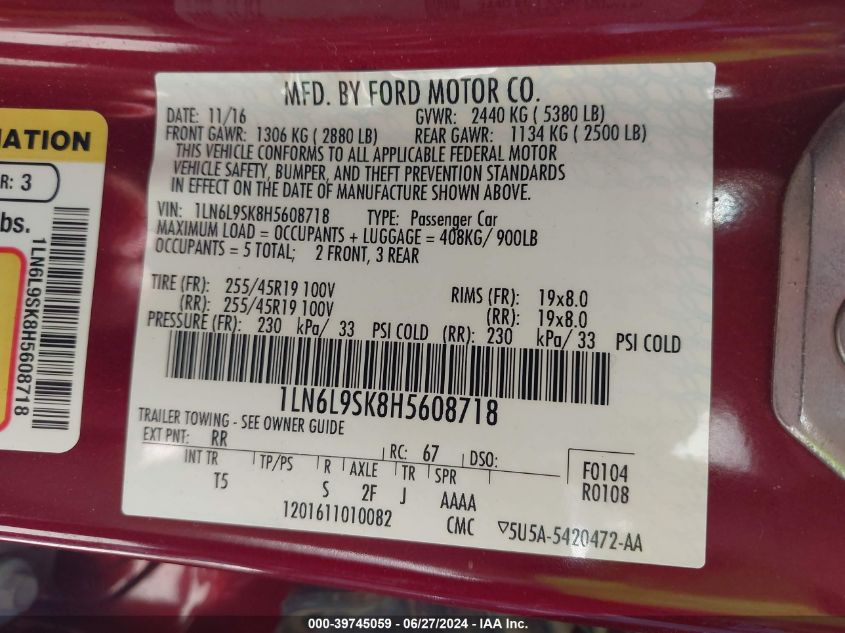 MFD. BY FORD MOTOR CO.
DATE: 11/16 GVWR: 2440 KG ( 5380 LB)
FRONT GAWR: 1306 KG ( 2880 LB) REAR GAWR: 1134 KG ( 2500 LB)
THIS VEHICLE CONFORMS TO ALL APPLICABLE FEDERAL MOTOR
VEHICLE SAFETY, BUMPER, AND THEFT PREVENTION STANDARDS
IN EFFECT ON THE DATE OF MANUFACTURE SHOWN ABOVE.
VIN: 1LN6L9SK8H5608718 TYPE: Passenger Car
MAXIMUM LOAD = OCCUPANTS + LUGGAGE = 408KG/ 900LB
OCCUPANTS = 5 TOTAL; 2 FRONT, 3 REAR
TIRE (FR): 255/45R19 100V RIMS (FR): 19x8.0
(RR): 255/45R19 100V (RR): 19x8.0
PRESSURE (FR): 230 kPa/ 33 PSI COLD (RR): 230 kPa/ 33 PSI COLD
1LN6L9SK8H5608718
TRAILER TOWING - SEE OWNER GUIDE
EXT PNT: RR RC: 67 DSO: F0104
INT TR TP/PS R AXLE TR SPR R0108
T5 S 2F J AAAA
1201611010082 CMC ▽5U5A-5420472-AA
MATION
R: 3
bs.
1LN6L9SK8H5608718
000-39745059 - 06/27/2024 - IAA Inc.